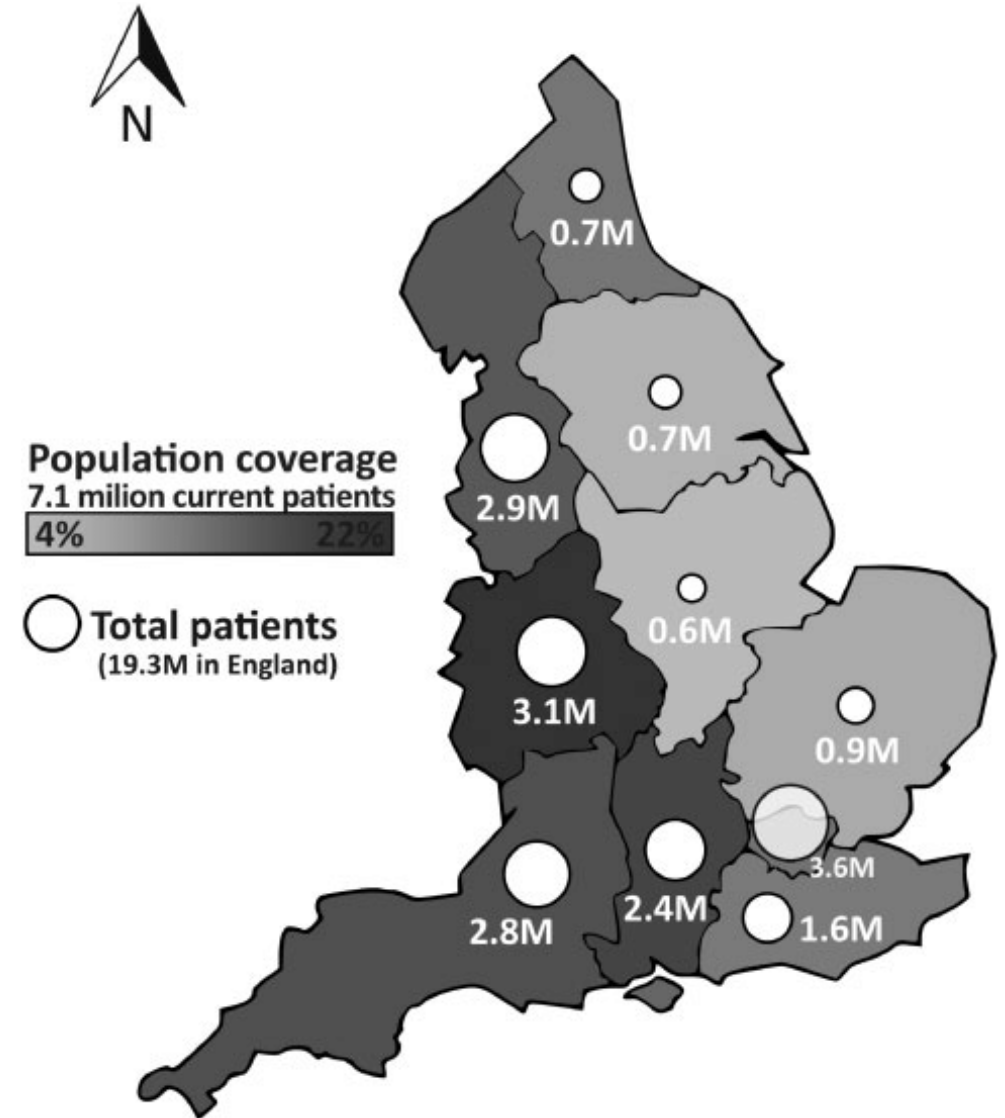 N
0.7M
0.7M
Population coverage
7.1 milion current patients
4% 22%
2.9M
Total patients
(19.3M in England)
0.6M
3.1M
0.9M
3.6M
2.4M
2.8M
1.6M